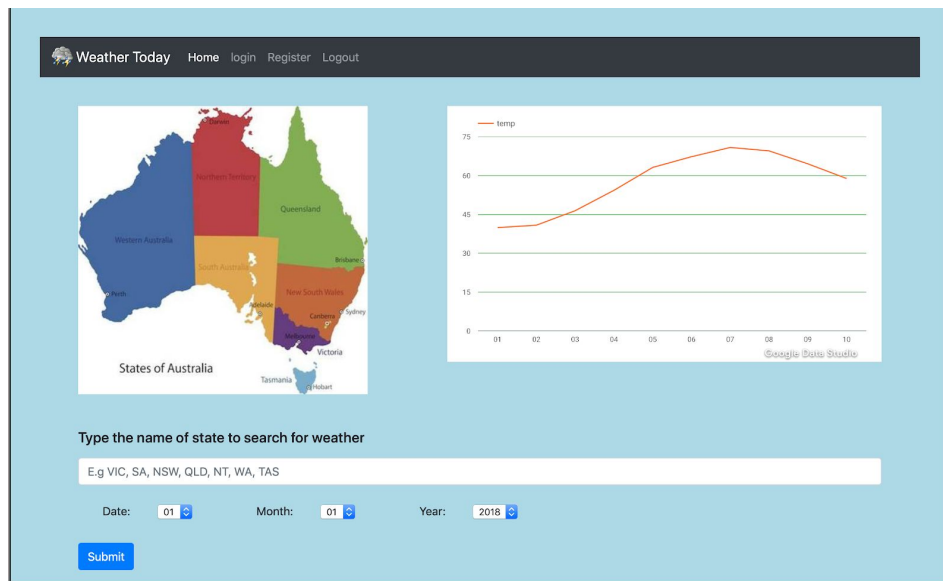 Weather Today Home login Register Logout
Darwin
Northern Territory
Queensland
Western Australia
South Australia
Brisbane
Perth
New South Wales
Adelaide
Sydney
Canberra
Melbourne
Victoria
States of Australia
Tasmania
Hobart
temp
75
60
45
30
15
0
01 02 03 04 05 06 07 08 09 10
Google Data Studio
Type the name of state to search for weather
E.g VIC, SA, NSW, QLD, NT, WA, TAS
Date: 01 Month: 01 Year: 2018
Submit